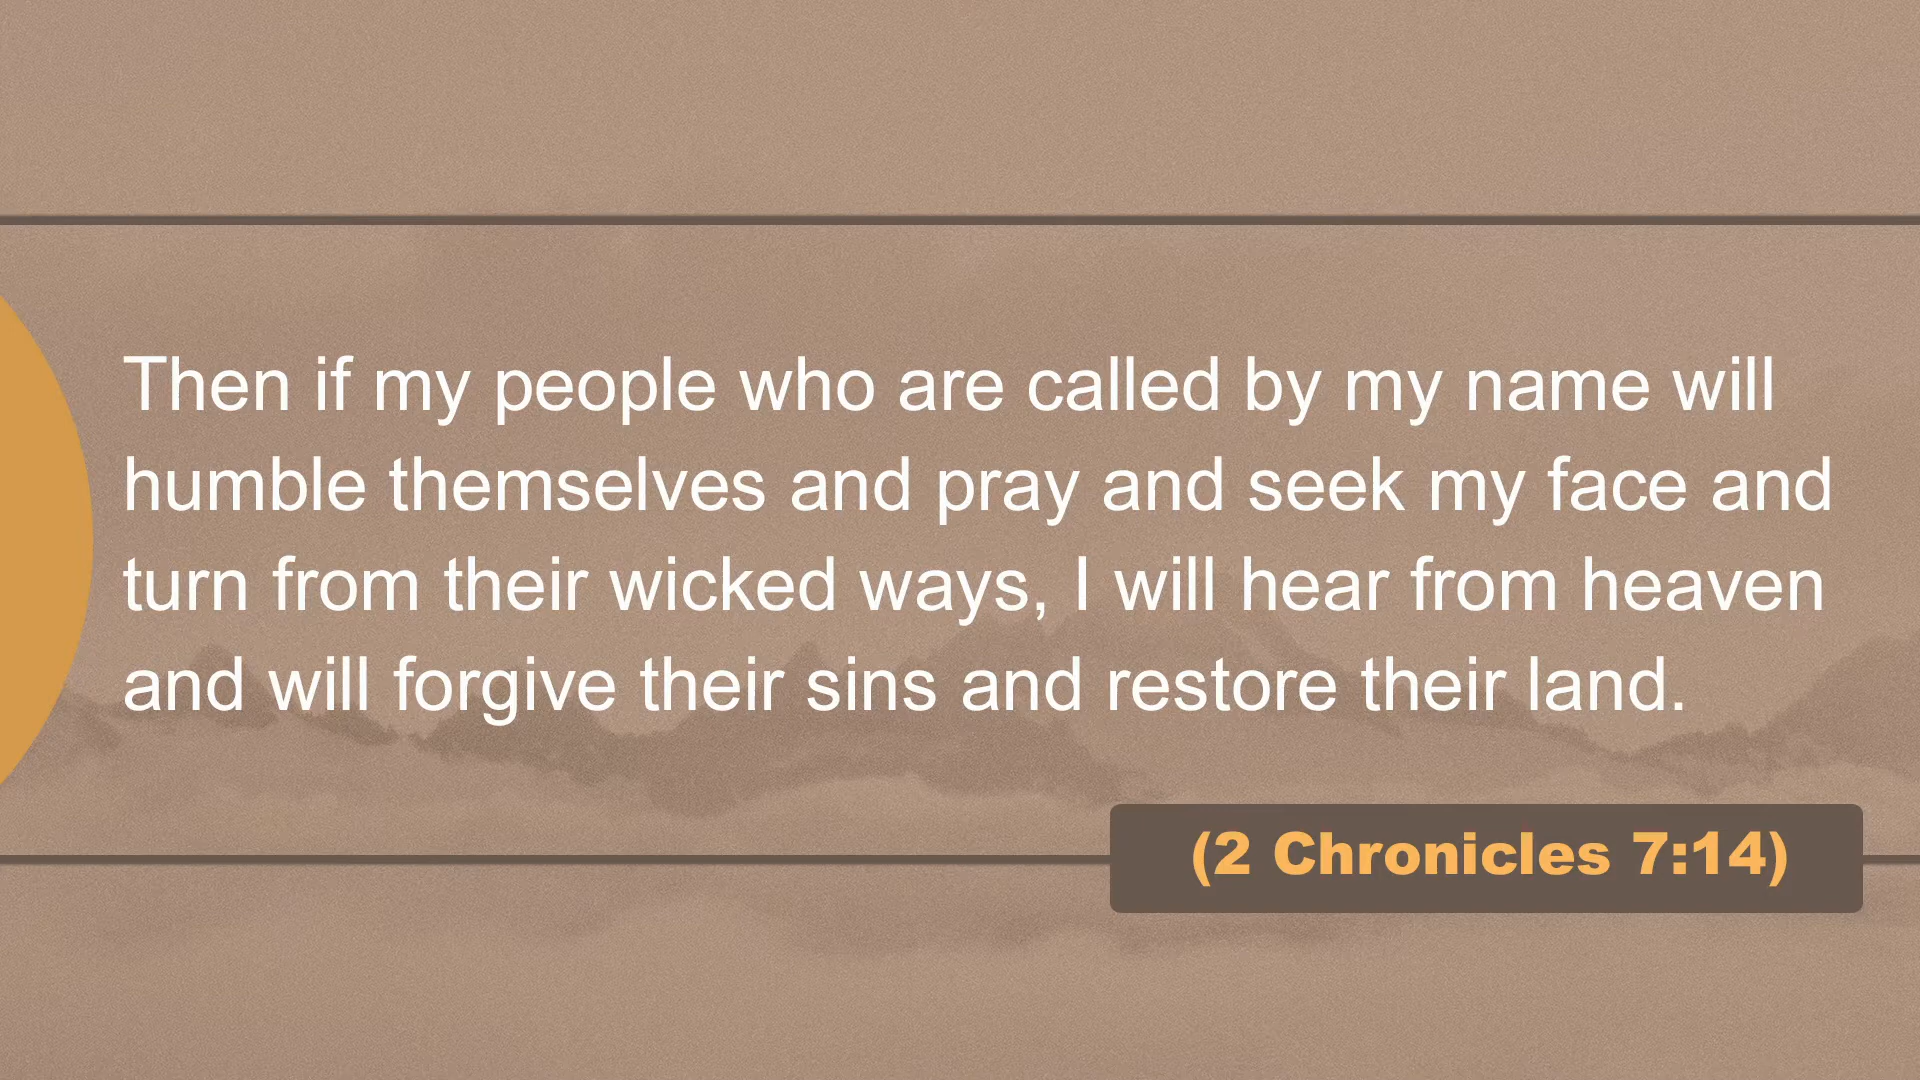 Then if my people who are called by my name will
humble themselves and pray and seek my face and
turn from their wicked ways, I will hear from heaven
and will forgive their sins and restore their land.
(2 Chronicles 7:14)